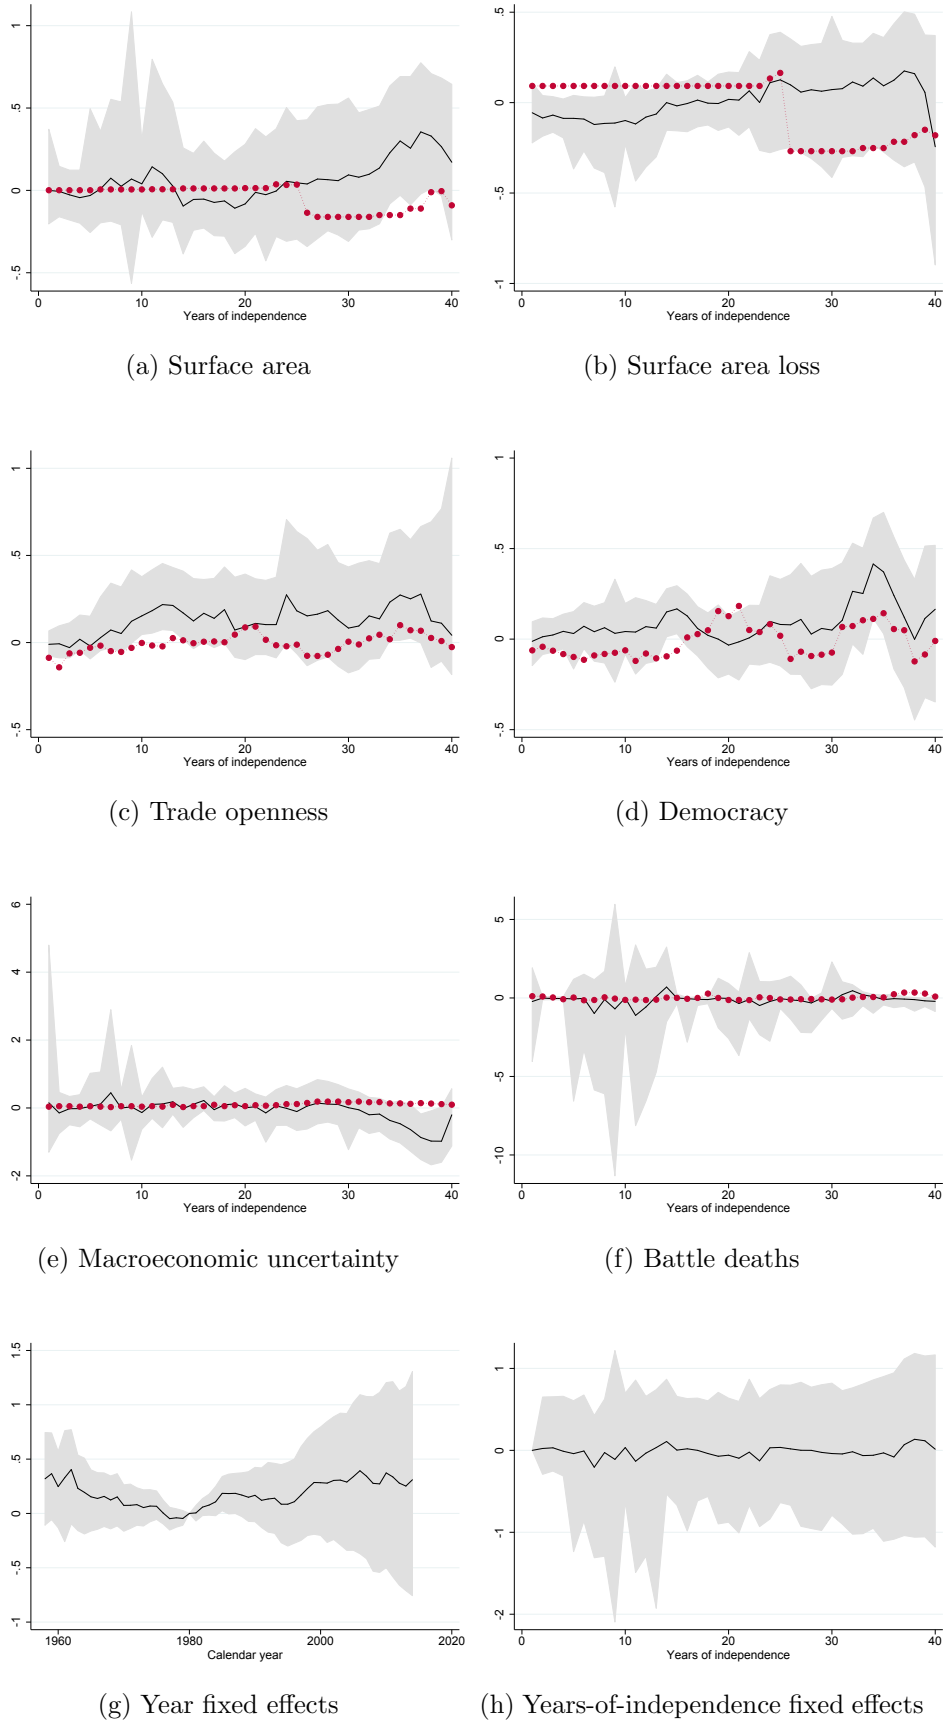 1
.5
0
-.5
0 10 20 30 40
Years of independence
(a) Surface area
.5
0
-.5
-1
0 10 20 30 40
Years of independence
(b) Surface area loss
1
.5
0
-.5
0 10 20 30 40
Years of independence
(c) Trade openness
1
.5
0
-.5
0 10 20 30 40
Years of independence
(d) Democracy
6
4
2
0
-2
0 10 20 30 40
Years of independence
(e) Macroeconomic uncertainty
5
0
-5
-10
0 10 20 30 40
Years of independence
(f) Battle deaths
1.5
1
.5
0
-.5
-1
1960 1980 2000 2020
Calendar year
(g) Year fixed effects
1
0
-1
-2
0 10 20 30 40
Years of independence
(h) Years-of-independence fixed effects